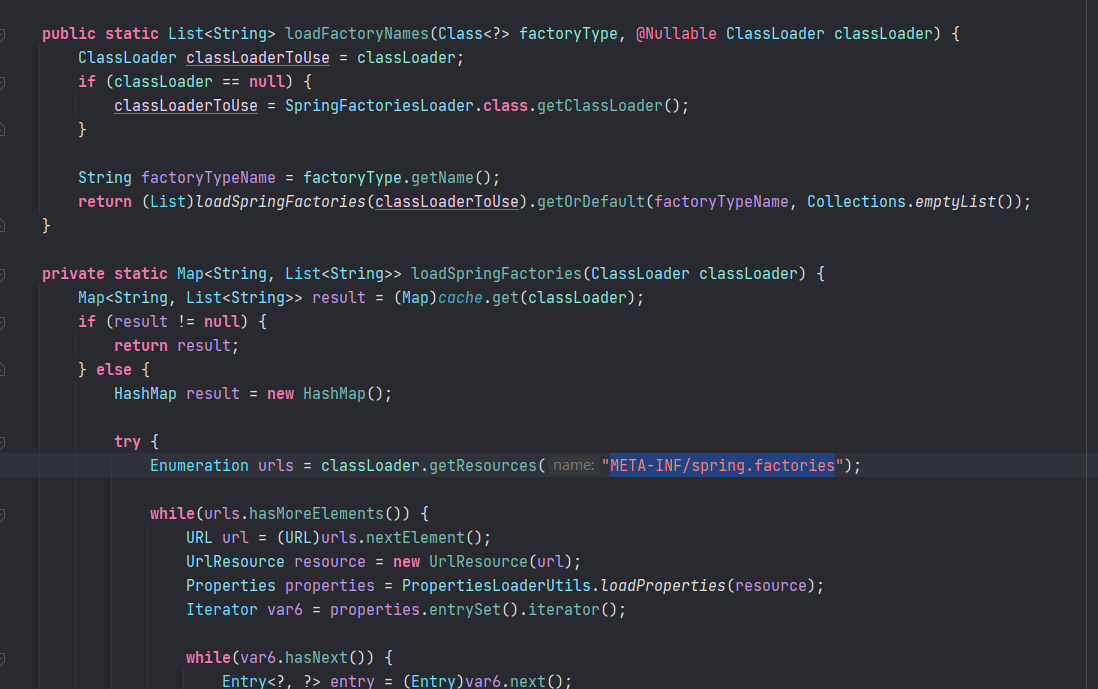 public static List<String> loadFactoryNames(Class<?> factoryType, @Nullable ClassLoader classLoader) {
    ClassLoader classLoaderToUse = classLoader;
    if (classLoader == null) {
        classLoaderToUse = SpringFactoriesLoader.class.getClassLoader();
    }

    String factoryTypeName = factoryType.getName();
    return (List)loadSpringFactories(classLoaderToUse).getOrDefault(factoryTypeName, Collections.emptyList());
}

private static Map<String, List<String>> loadSpringFactories(ClassLoader classLoader) {
    Map<String, List<String>> result = (Map)cache.get(classLoader);
    if (result != null) {
        return result;
    } else {
        HashMap result = new HashMap();

        try {
            Enumeration urls = classLoader.getResources( name: "META-INF/spring.factories");

            while(urls.hasMoreElements()) {
                URL url = (URL)urls.nextElement();
                UrlResource resource = new UrlResource(url);
                Properties properties = PropertiesLoaderUtils.loadProperties(resource);
                Iterator var6 = properties.entrySet().iterator();

                while(var6.hasNext()) {
                    Entry<?, ?> entry = (Entry)var6.next();